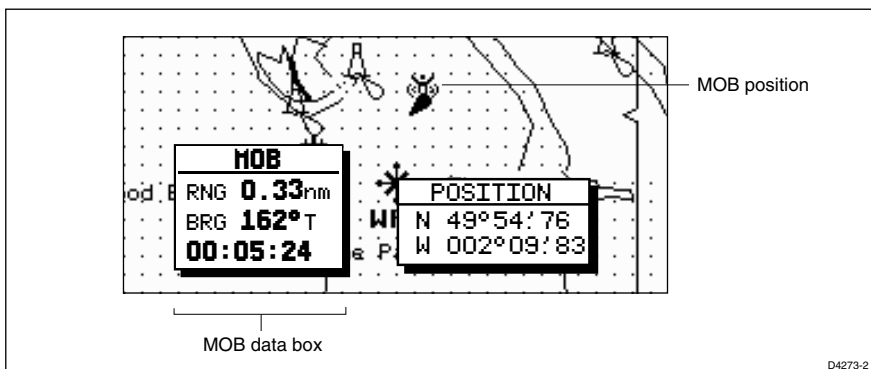 MOB position
MOB
RNG 0.33nm
BRG 162°T
00:05:24
od
POSITION
N 49°54.'76
W 002°09.'83
MOB data box
D4273-2